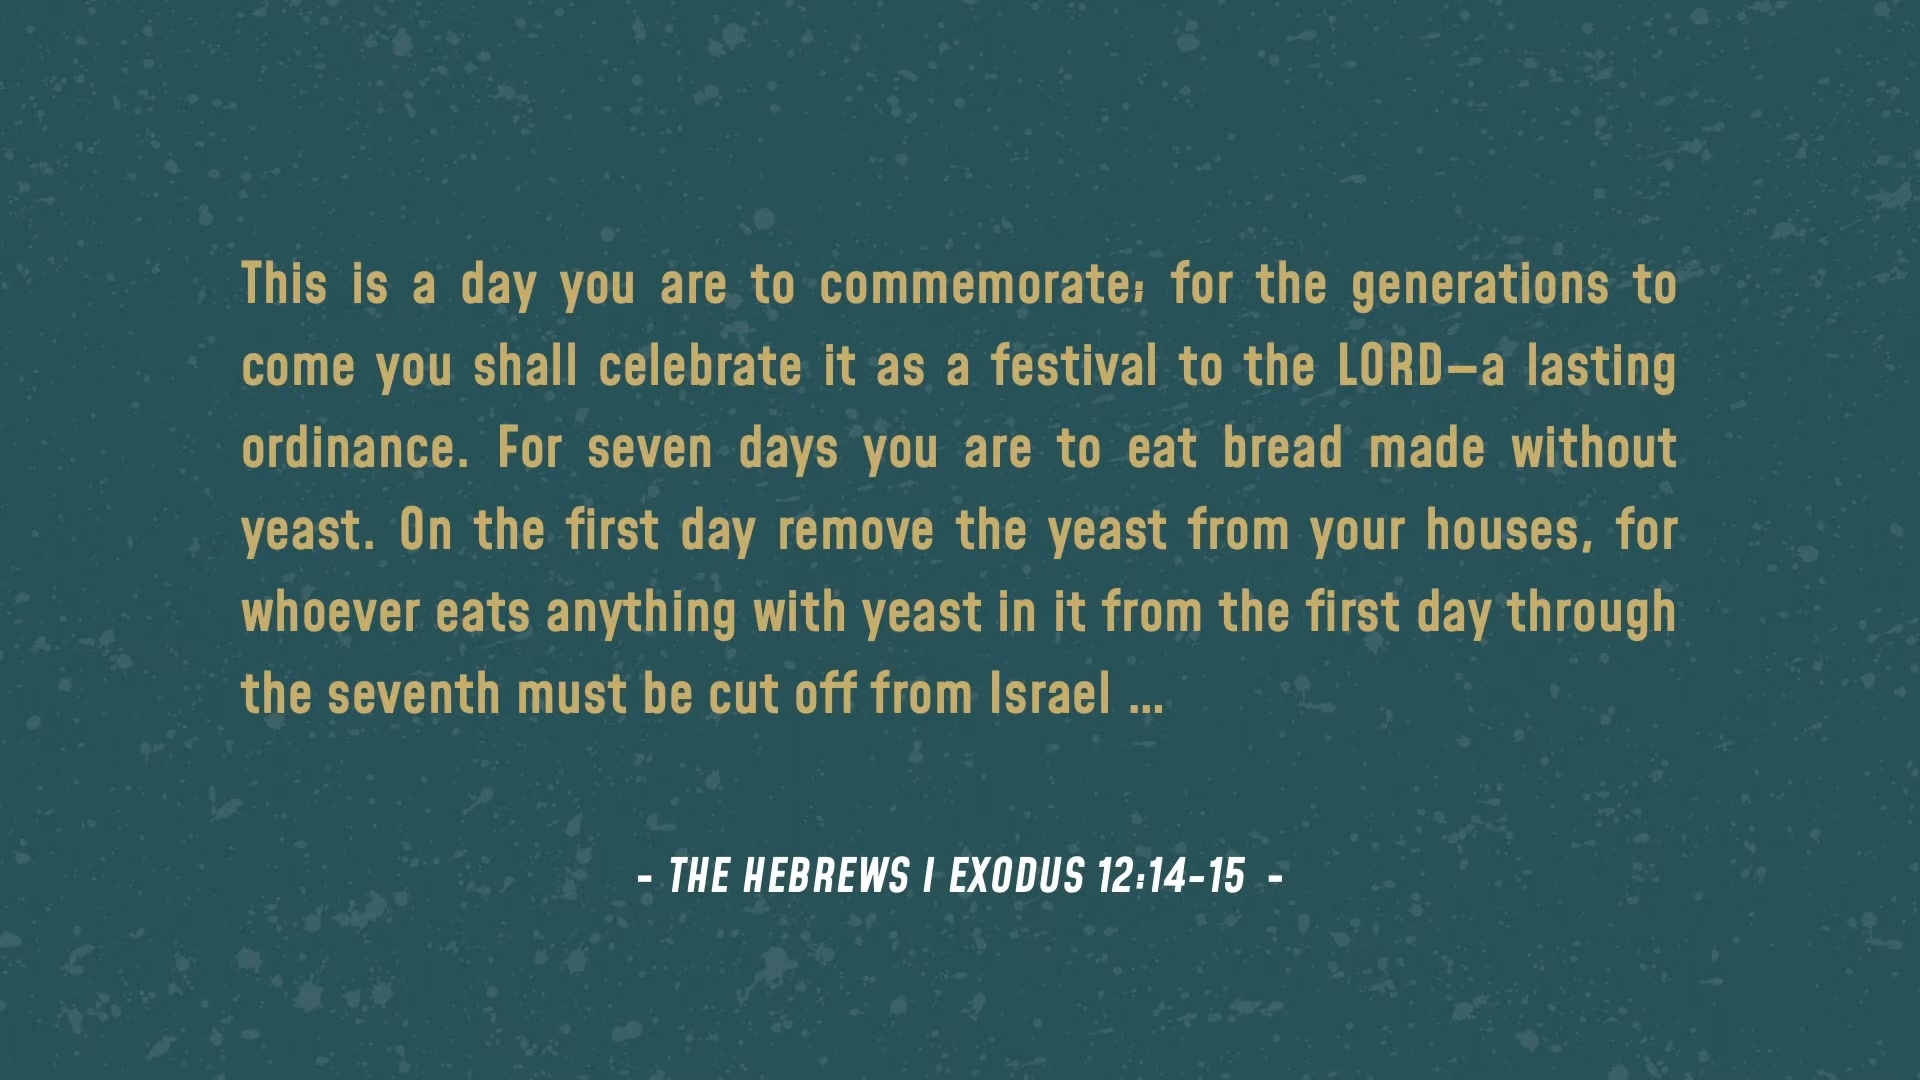 This is a day you are to commemorate; for the generations to
come you shall celebrate it as a festival to the LORD—a lasting
ordinance. For seven days you are to eat bread made without
yeast. On the first day remove the yeast from your houses, for
whoever eats anything with yeast in it from the first day through
the seventh must be cut off from Israel ...
- THE HEBREWS | EXODUS 12:14-15 -